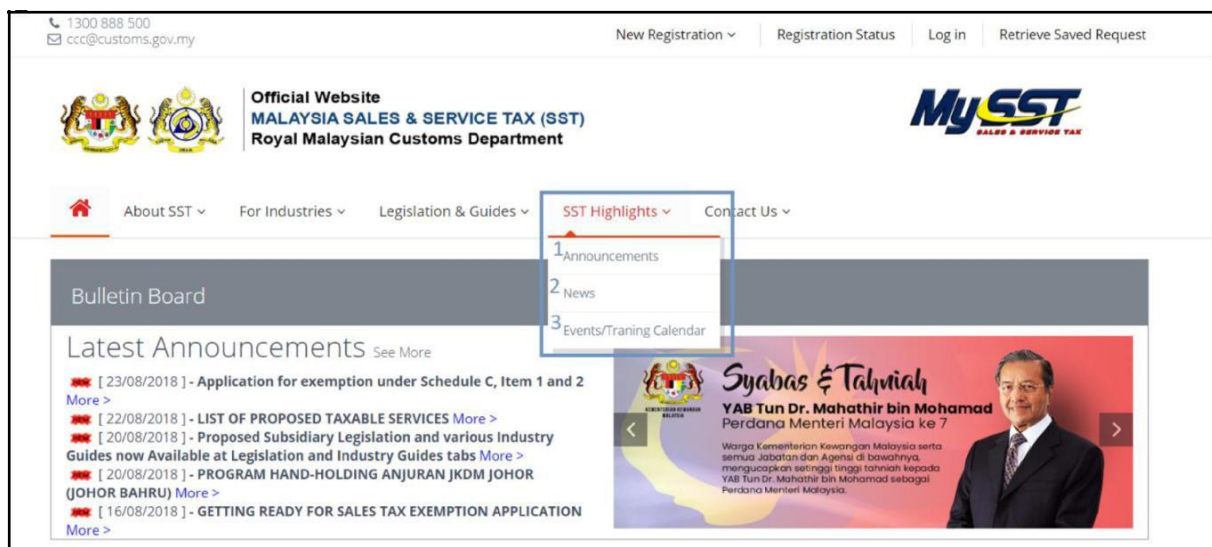 1300 888 500
ccc@customs.gov.my
New Registration
Registration Status
Log in
Retrieve Saved Request
Official Website
MALAYSIA SALES & SERVICE TAX (SST)
Royal Malaysian Customs Department
MySST
SALES & SERVICE TAX
About SST
For Industries
Legislation & Guides
SST Highlights
Contact Us
1 Announcements
2 News
3 Events/Traning Calendar
Bulletin Board
Latest Announcements See More
[ 23/08/2018 ] - Application for exemption under Schedule C, Item 1 and 2
More >
[ 22/08/2018 ] - LIST OF PROPOSED TAXABLE SERVICES More >
[ 20/08/2018 ] - Proposed Subsidiary Legislation and various Industry
Guides now Available at Legislation and Industry Guides tabs More >
[ 20/08/2018 ] - PROGRAM HAND-HOLDING ANJURAN JKDM JOHOR
(JOHOR BAHRU) More >
[ 16/08/2018 ] - GETTING READY FOR SALES TAX EXEMPTION APPLICATION
More >
KEMENTERIAN KEWANGAN
MALAYSIA
Syabas & Tahniah
YAB Tun Dr. Mahathir bin Mohamad
Perdana Menteri Malaysia ke 7
Warga Kementerian Kewangan Malaysia serta
semua Jabatan dan Agensi di bawahnya,
mengucapkan setinggi tinggi tahniah kepada
YAB Tun Dr. Mahathir bin Mohamad sebagai
Perdana Menteri Malaysia.